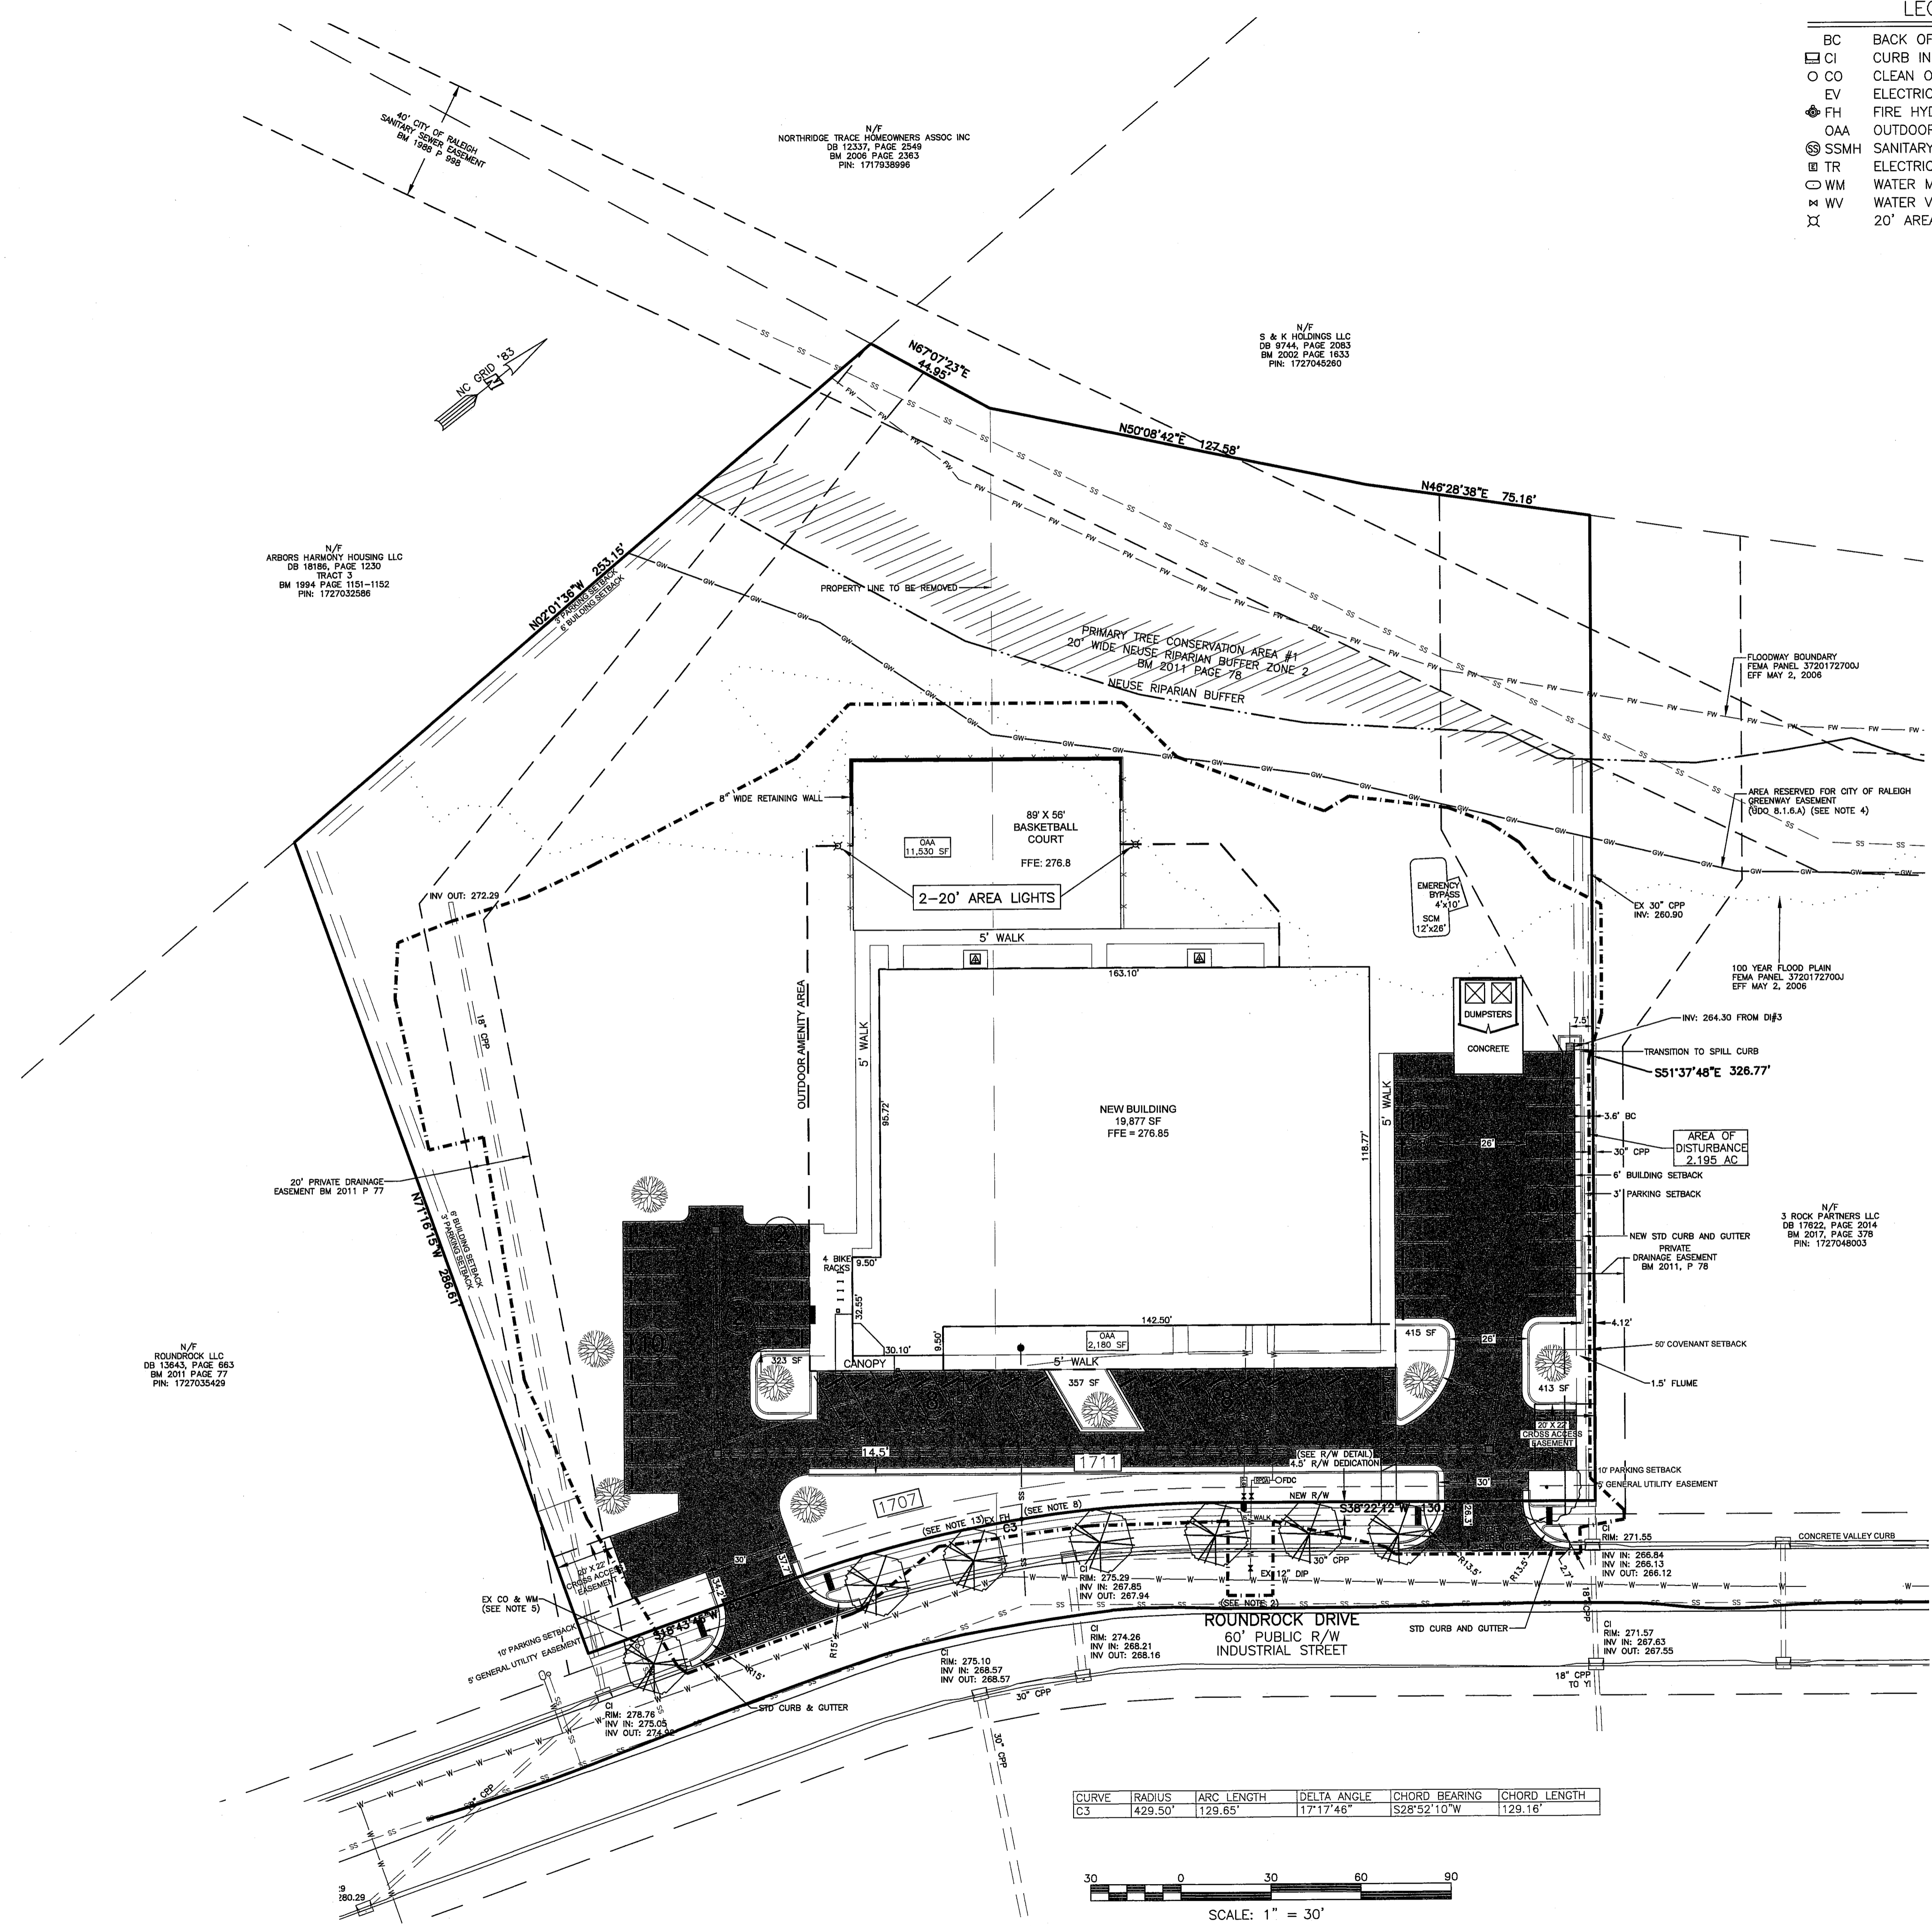 LEG
BC BACK OF
CI CURB IN
CO CLEAN O
EV ELECTRIC
FH FIRE HYD
OAA OUTDOOR
SSMH SANITARY
TR ELECTRIC
WM WATER M
WV WATER V
20' AREA
40' CITY OF RALEIGH
SANITARY SEWER EASEMENT
BM 1988 P 998
N/F
NORTHRIDGE TRACE HOMEOWNERS ASSOC INC
DB 12337, PAGE 2549
BM 2006 PAGE 2363
PIN: 1717938996
N/F
S & K HOLDINGS LLC
DB 9744, PAGE 2083
BM 2002 PAGE 1633
PIN: 1727045260
NC GRID '83
N
N67°07'23"E
44.95'
N50°08'42"E 127.58'
N46°28'38"E 75.16'
N/F
ARBORS HARMONY HOUSING LLC
DB 18186, PAGE 1230
TRACT 3
BM 1994 PAGE 1151-1152
PIN: 1727032586
N02°01'36"W 253.15'
3' PARKING SETBACK
6' BUILDING SETBACK
PROPERTY LINE TO BE REMOVED
PRIMARY TREE CONSERVATION AREA #1
20' WIDE NEUSE RIPARIAN BUFFER ZONE 2
BM 2011 PAGE 78
NEUSE RIPARIAN BUFFER
FLOODWAY BOUNDARY
FEMA PANEL 3720172700J
EFF MAY 2, 2006
AREA RESERVED FOR CITY OF RALEIGH
GREENWAY EASEMENT
(UDO 8.1.6.A) (SEE NOTE 4)
8" WIDE RETAINING WALL
OAA
11,530 SF
89' X 56'
BASKETBALL
COURT
FFE: 276.8
2-20' AREA LIGHTS
EMERENCY
BYPASS
4'x10'
SCM
12'x26'
EX 30" CPP
INV: 260.90
INV OUT: 272.29
100 YEAR FLOOD PLAIN
FEMA PANEL 3720172700J
EFF MAY 2, 2006
5' WALK
163.10'
OUTDOOR AMENITY AREA
5' WALK
18" CPP
DUMPSTERS
CONCRETE
7.5'
INV: 264.30 FROM DI#3
TRANSITION TO SPILL CURB
S51°37'48"E 326.77'
95.72'
NEW BUILDIING
19,877 SF
FFE = 276.85
118.77'
5' WALK
3.6' BC
26'
AREA OF
DISTURBANCE
2.195 AC
30" CPP
6' BUILDING SETBACK
3' PARKING SETBACK
20' PRIVATE DRAINAGE
EASEMENT BM 2011 P 77
N71°16'15"W 286.61'
6' BUILDING SETBACK
3' PARKING SETBACK
N/F
3 ROCK PARTNERS LLC
DB 17622, PAGE 2014
BM 2017, PAGE 378
PIN: 1727048003
NEW STD CURB AND GUTTER
PRIVATE
DRAINAGE EASEMENT
BM 2011, P 78
4 BIKE
RACKS
9.50'
32.55'
30.10'
9.50'
142.50'
OAA
2,180 SF
5' WALK
CANOPY
323 SF
357 SF
415 SF
26'
4.12'
50' COVENANT SETBACK
1.5' FLUME
413 SF
20' X 22'
CROSS ACCESS
EASEMENT
N/F
ROUNDROCK LLC
DB 13643, PAGE 663
BM 2011 PAGE 77
PIN: 1727035429
14.5'
1711
1707
(SEE R/W DETAIL)
4.5' R/W DEDICATION
NEW R/W
FDC
30'
10' PARKING SETBACK
5' GENERAL UTILITY EASEMENT
(SEE NOTE 13)
EX FH
C3
(SEE NOTE 8)
26.3'
CI
RIM: 271.55
INV IN: 266.84
INV IN: 266.13
INV OUT: 266.12
CONCRETE VALLEY CURB
20' X 22'
CROSS ACCESS
EASEMENT
30'
34.2'
EX CO & WM
(SEE NOTE 5)
10' PARKING SETBACK
5' GENERAL UTILITY EASEMENT
S18°43'46"W
R15'
R15'
CI
RIM: 275.29
INV IN: 267.85
INV OUT: 267.94
30" CPP
EX 12" DIP
R13.5'
R13.5'
2.7'
18" CPP
(SEE NOTE 2)
ROUNDROCK DRIVE
60' PUBLIC R/W
INDUSTRIAL STREET
STD CURB AND GUTTER
CI
RIM: 271.57
INV IN: 267.63
INV OUT: 267.55
CI
RIM: 274.26
INV IN: 268.21
INV OUT: 268.16
CI
RIM: 275.10
INV IN: 268.57
INV OUT: 268.57
30" CPP
18" CPP
TO YI
STD CURB & GUTTER
CI
RIM: 278.76
INV IN: 275.05
INV OUT: 274.92
30" CPP
280.29
CURVE RADIUS ARC LENGTH DELTA ANGLE CHORD BEARING CHORD LENGTH
C3 429.50' 129.65' 17°17'46" S28°52'10"W 129.16'
30 0 30 60 90
SCALE: 1" = 30'